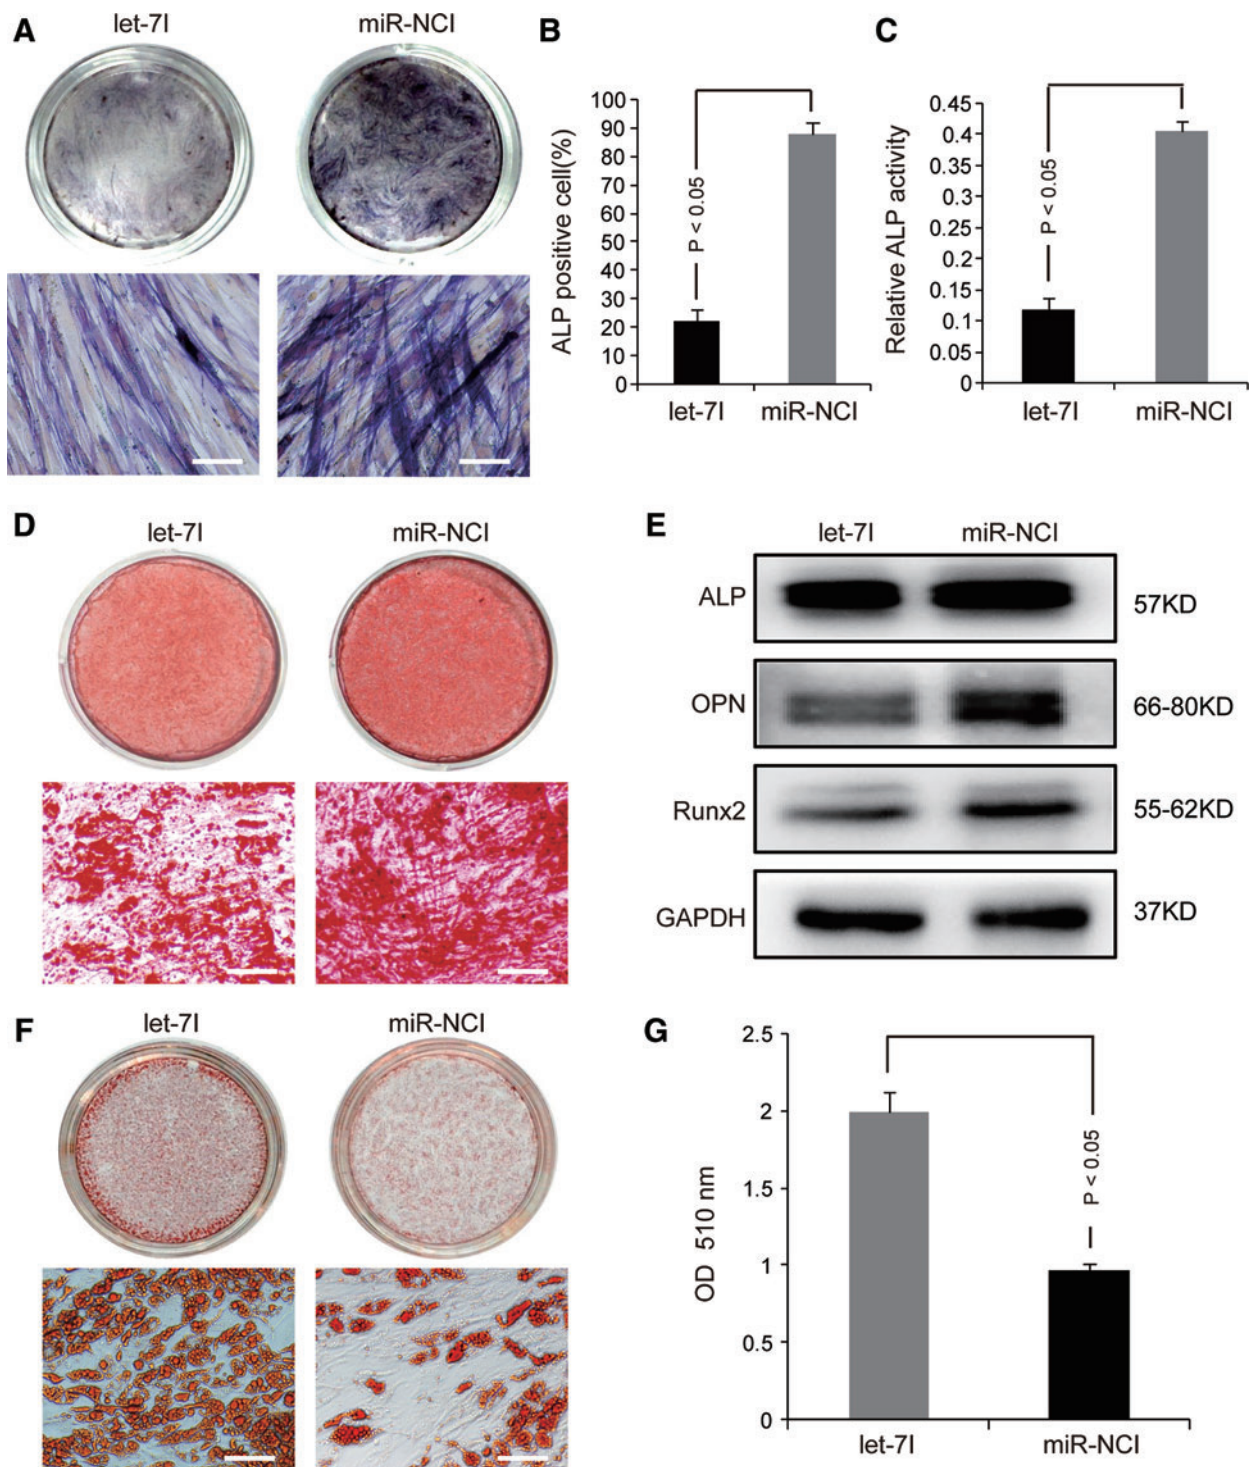 A
let-7I miR-NCI
B
ALP positive cell(%)
100
90
80
70
60
50
40
30
20
10
0
P < 0.05
let-7I miR-NCI
C
Relative ALP activity
0.45
0.4
0.35
0.3
0.25
0.2
0.15
0.1
0.05
0
P < 0.05
let-7I miR-NCI
D
let-7I miR-NCI
E
let-7I miR-NCI
ALP 57KD
OPN 66-80KD
Runx2 55-62KD
GAPDH 37KD
F
let-7I miR-NCI
G
OD 510 nm
2.5
2
1.5
1
0.5
0
P < 0.05
let-7I miR-NCI